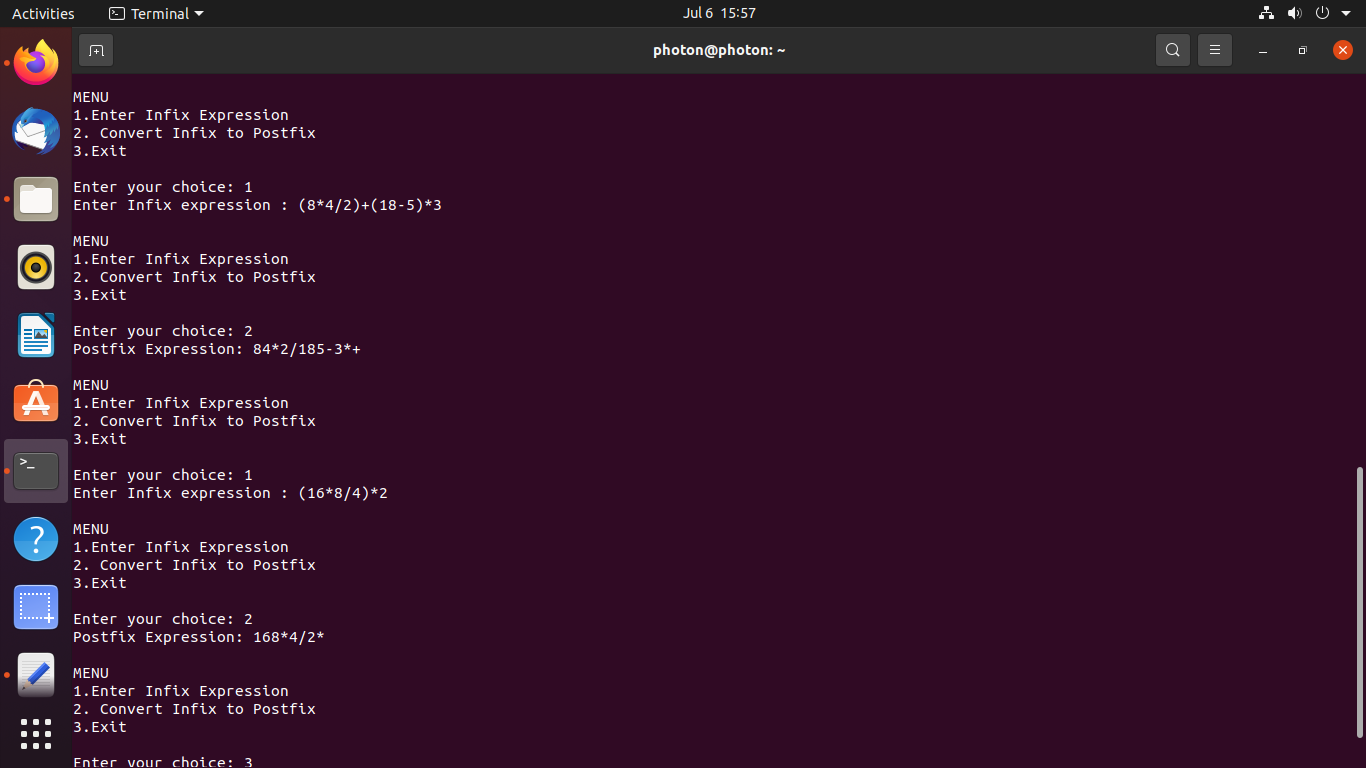 Activities Terminal Jul 6 15:57
photon@photon: ~
MENU
1.Enter Infix Expression
2. Convert Infix to Postfix
3.Exit
Enter your choice: 1
Enter Infix expression : (8*4/2)+(18-5)*3
MENU
1.Enter Infix Expression
2. Convert Infix to Postfix
3.Exit
Enter your choice: 2
Postfix Expression: 84*2/185-3*+
MENU
1.Enter Infix Expression
2. Convert Infix to Postfix
3.Exit
Enter your choice: 1
Enter Infix expression : (16*8/4)*2
MENU
1.Enter Infix Expression
2. Convert Infix to Postfix
3.Exit
Enter your choice: 2
Postfix Expression: 168*4/2*
MENU
1.Enter Infix Expression
2. Convert Infix to Postfix
3.Exit
Enter your choice: 3